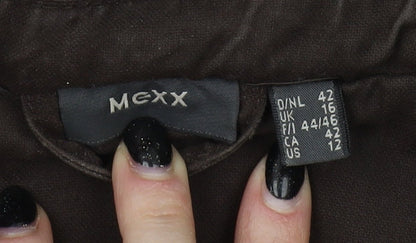 Mexx
D/NL 42
UK 16
F/I 44/46
CA 42
US 12